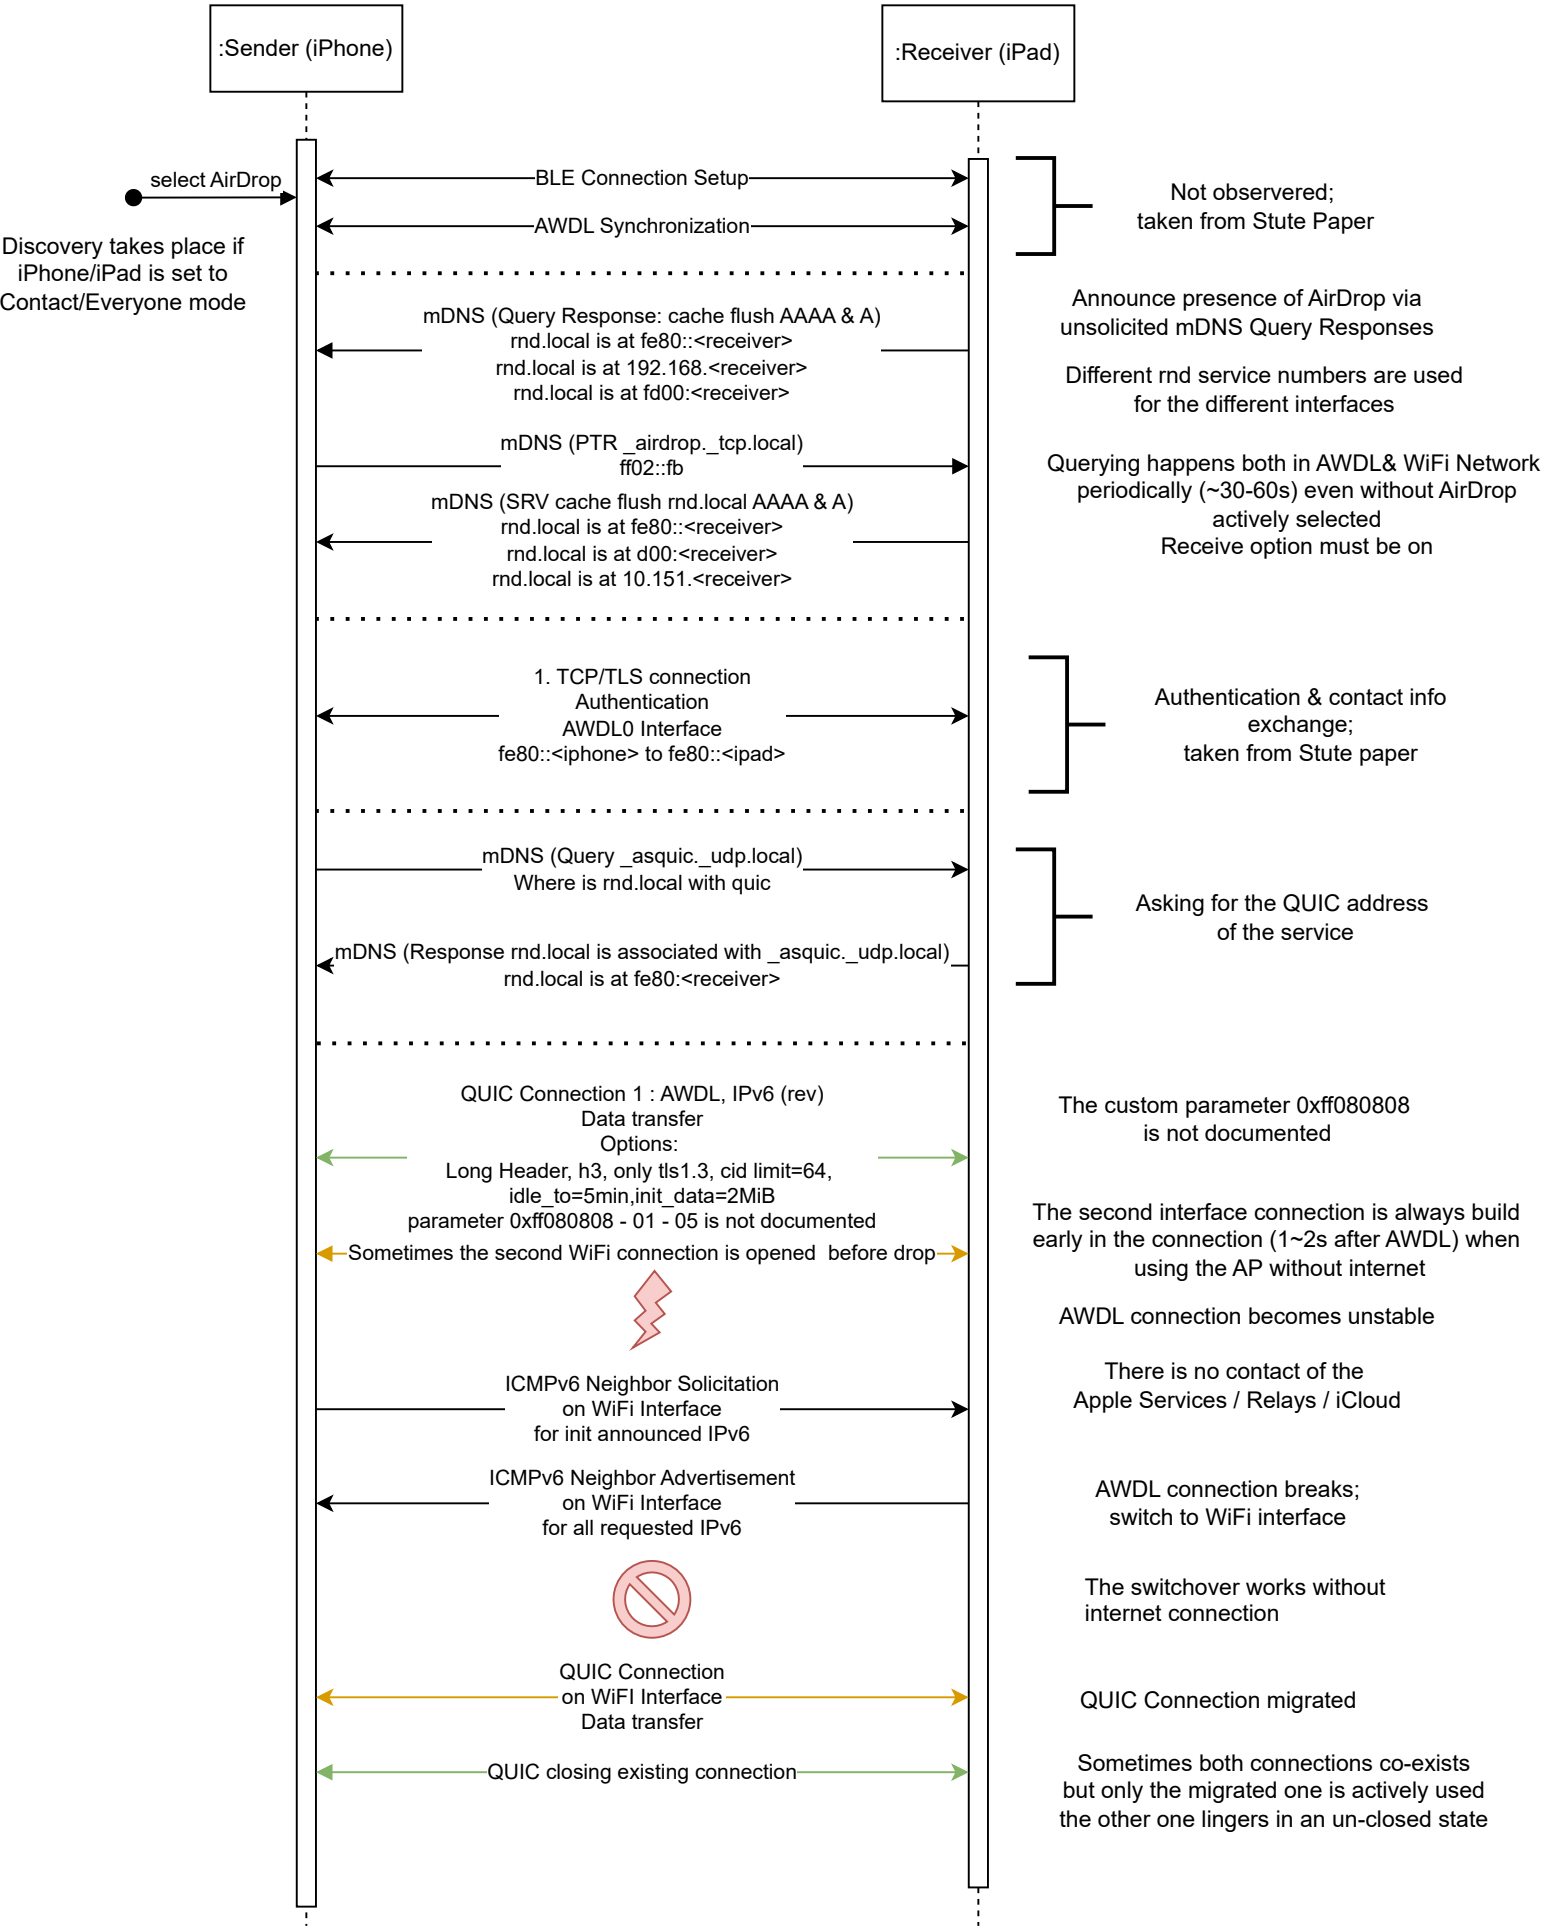 :Sender (iPhone)
:Receiver (iPad)
select AirDrop
BLE Connection Setup
Not observered;
taken from Stute Paper
AWDL Synchronization
Discovery takes place if
iPhone/iPad is set to
Contact/Everyone mode
Announce presence of AirDrop via
unsolicited mDNS Query Responses
mDNS (Query Response: cache flush AAAA & A)
rnd.local is at fe80::<receiver>
rnd.local is at 192.168.<receiver>
rnd.local is at fd00:<receiver>
Different rnd service numbers are used
for the different interfaces
mDNS (PTR _airdrop._tcp.local)
ff02::fb
Querying happens both in AWDL& WiFi Network
periodically (~30-60s) even without AirDrop
actively selected
Receive option must be on
mDNS (SRV cache flush rnd.local AAAA & A)
rnd.local is at fe80::<receiver>
rnd.local is at d00:<receiver>
rnd.local is at 10.151.<receiver>
1. TCP/TLS connection
Authentication
AWDL0 Interface
fe80::<iphone> to fe80::<ipad>
Authentication & contact info
exchange;
taken from Stute paper
mDNS (Query _asquic._udp.local)
Where is rnd.local with quic
Asking for the QUIC address
of the service
mDNS (Response rnd.local is associated with _asquic._udp.local)
rnd.local is at fe80:<receiver>
QUIC Connection 1 : AWDL, IPv6 (rev)
Data transfer
Options:
Long Header, h3, only tls1.3, cid limit=64,
idle_to=5min,init_data=2MiB
parameter 0xff080808 - 01 - 05 is not documented
The custom parameter 0xff080808
is not documented
Sometimes the second WiFi connection is opened  before drop
The second interface connection is always build
early in the connection (1~2s after AWDL) when
using the AP without internet
AWDL connection becomes unstable
ICMPv6 Neighbor Solicitation
on WiFi Interface
for init announced IPv6
There is no contact of the
Apple Services / Relays / iCloud
ICMPv6 Neighbor Advertisement
on WiFi Interface
for all requested IPv6
AWDL connection breaks;
switch to WiFi interface
The switchover works without
internet connection
QUIC Connection
on WiFI Interface
Data transfer
QUIC Connection migrated
QUIC closing existing connection
Sometimes both connections co-exists
but only the migrated one is actively used
the other one lingers in an un-closed state